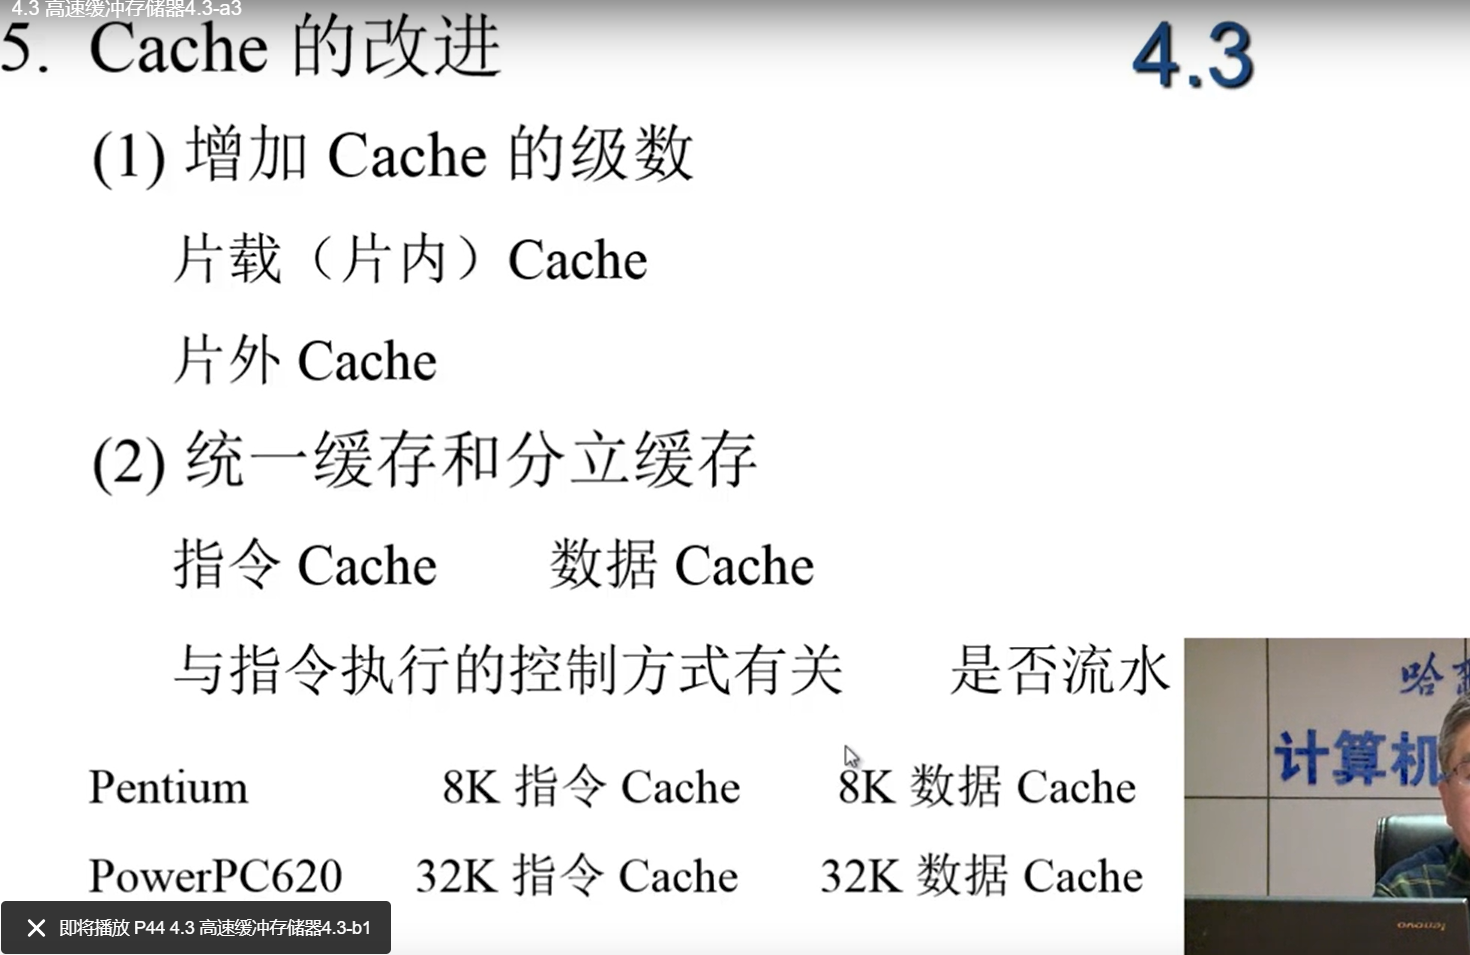 4.3 高速缓冲存储器4.3-a3
5. Cache 的改进
4.3
(1) 增加 Cache 的级数
片载（片内）Cache
片外 Cache
(2) 统一缓存和分立缓存
指令 Cache 数据 Cache
与指令执行的控制方式有关 是否流水
哈
计算机
Pentium 8K 指令 Cache 8K 数据 Cache
PowerPC620 32K 指令 Cache 32K 数据 Cache
即将播放 P44 4.3 高速缓冲存储器4.3-b1
lenovo